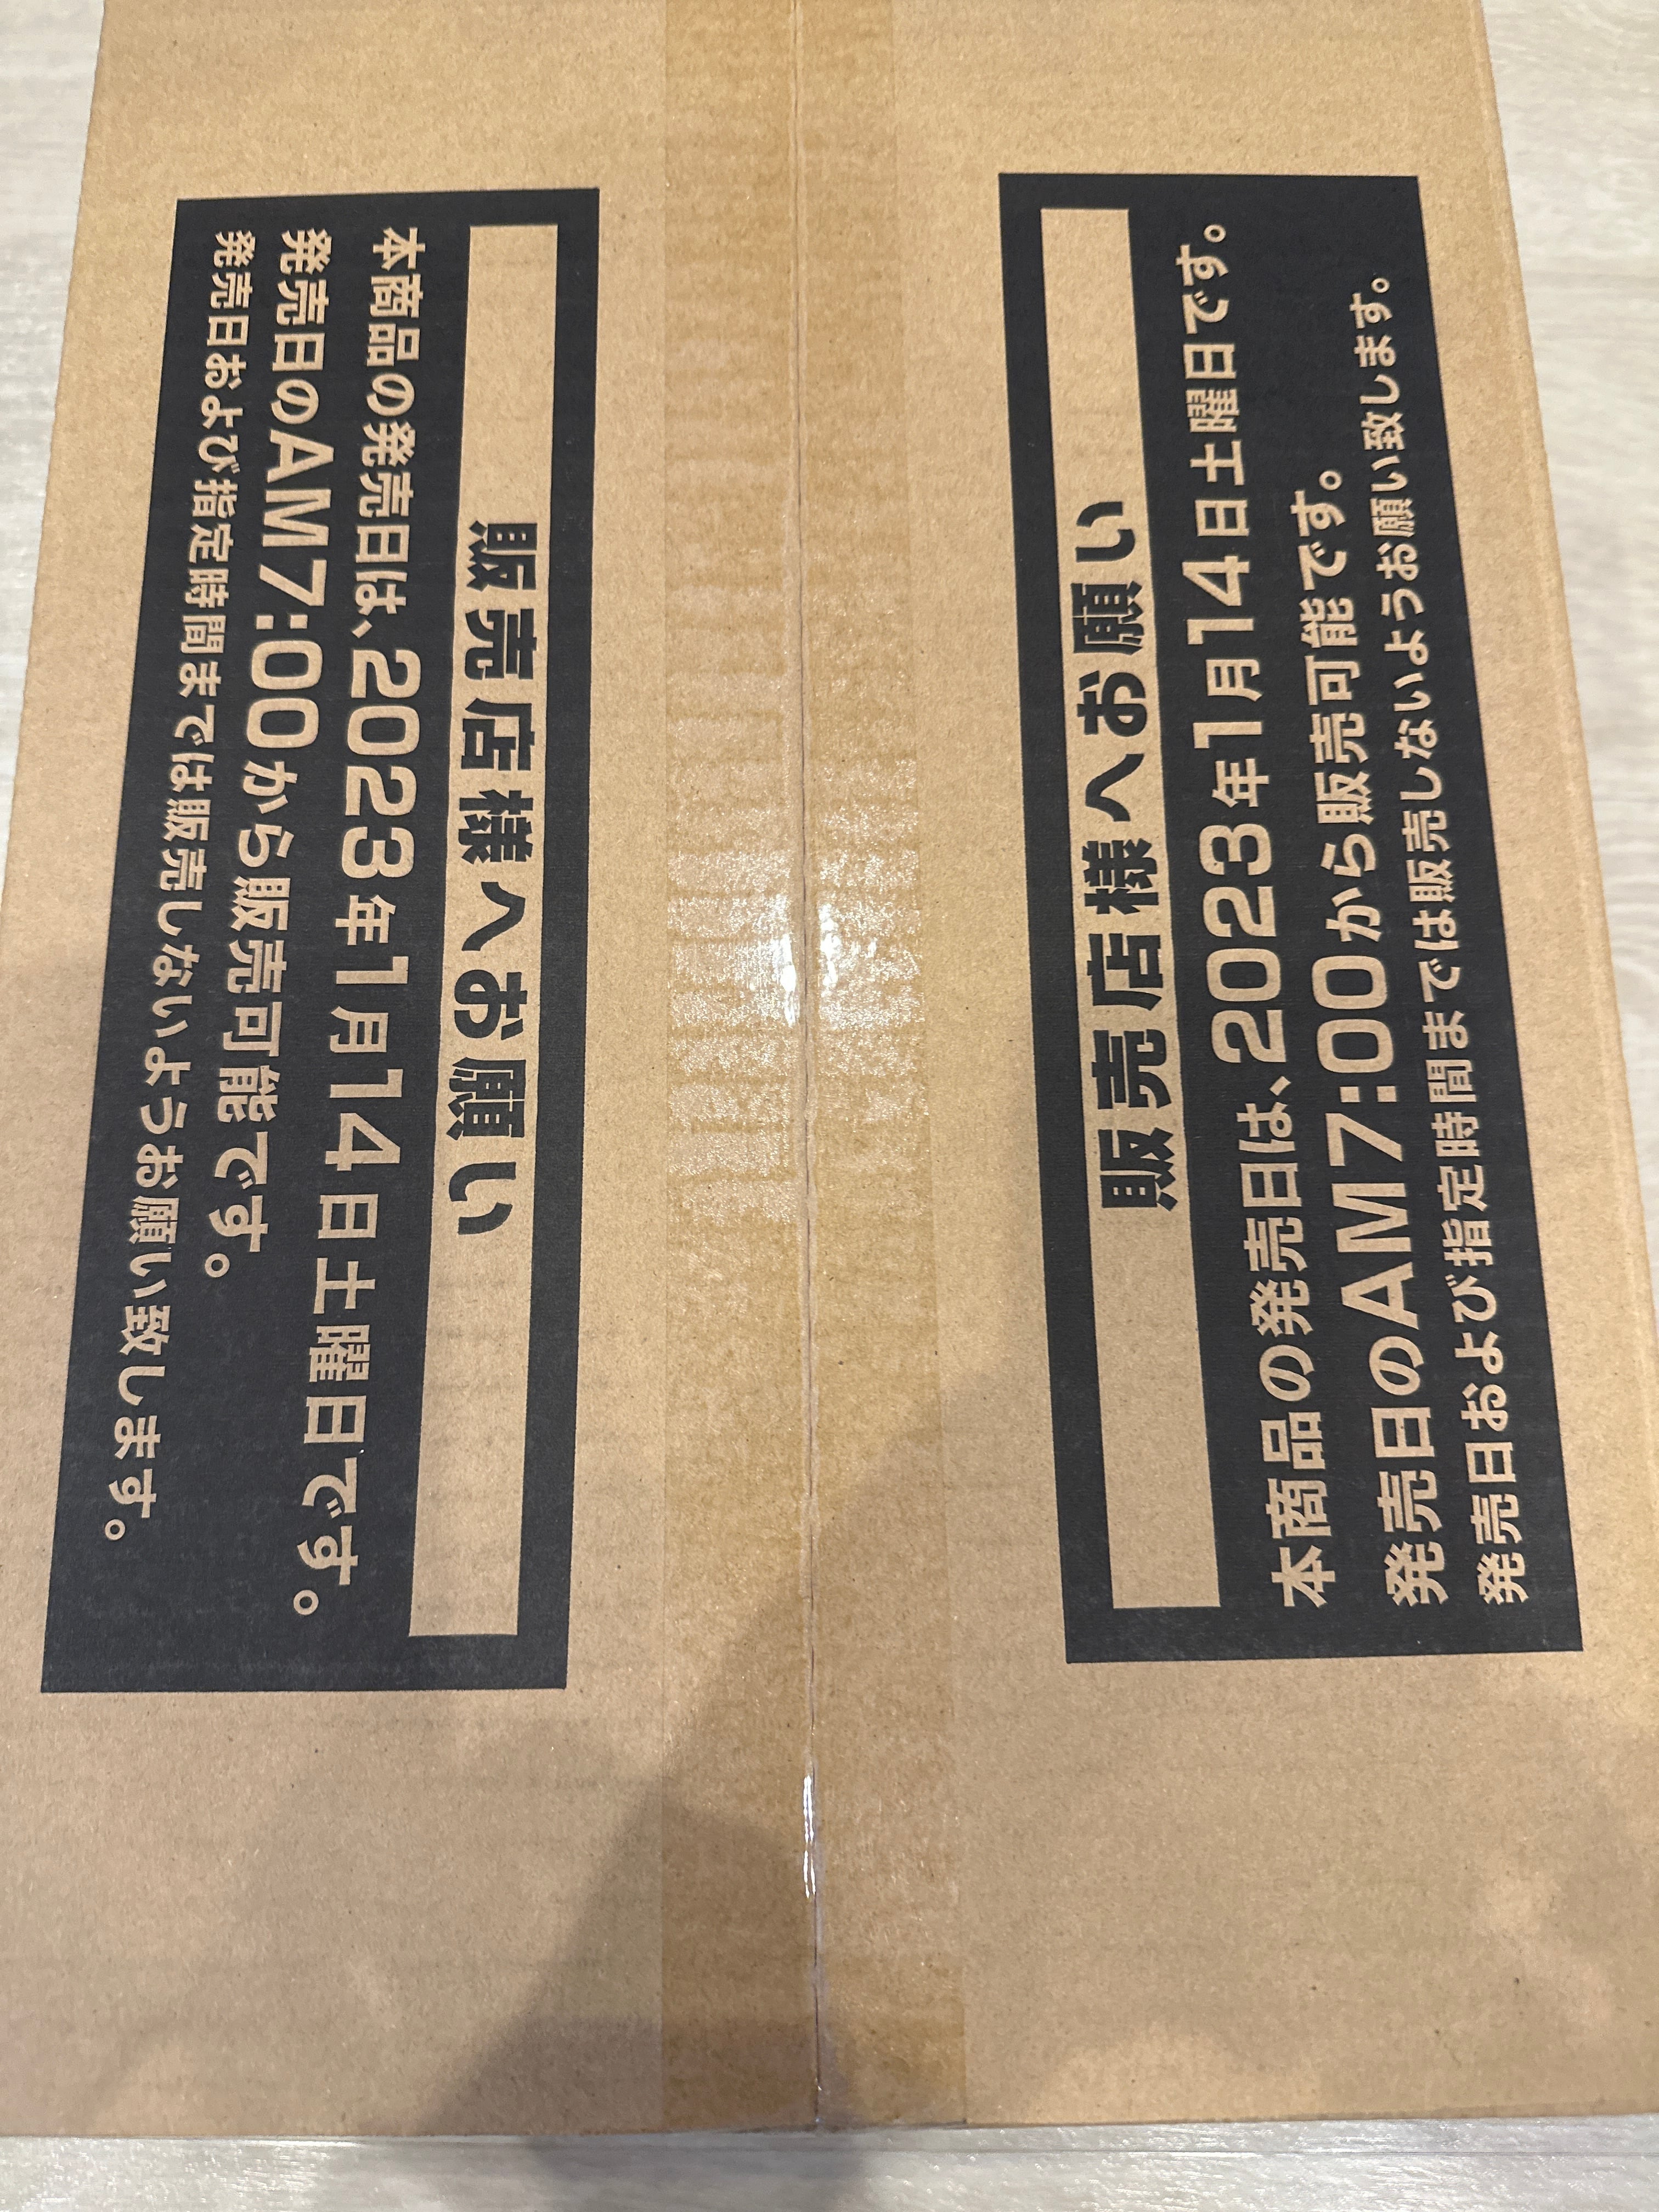 販売店様へお願い
本商品の発売日は、2023年1月14日土曜日です。
発売日のAM7:00から販売可能です。
発売日および指定時間までは販売しないようお願い致します。
販売店様へお願い
本商品の発売日は、2023年1月14日土曜日です。
発売日のAM7:00から販売可能です。
発売日および指定時間までは販売しないようお願い致します。